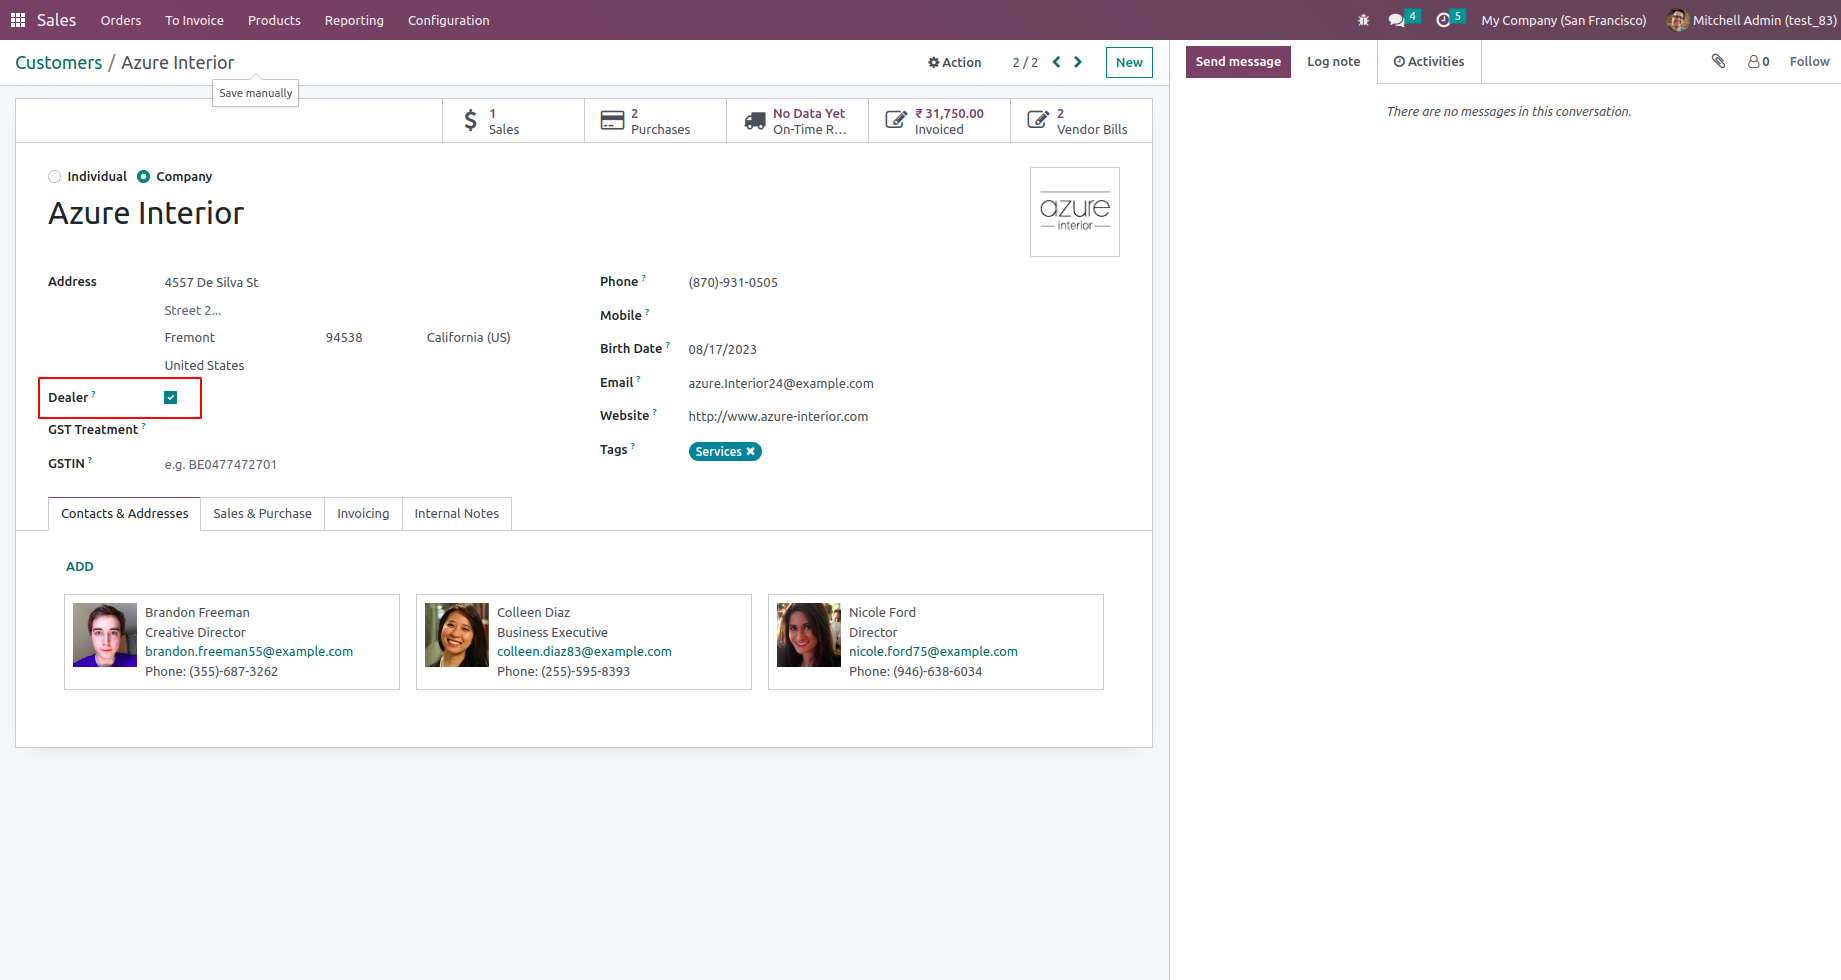 Sales Orders To Invoice Products Reporting Configuration 4 5 My Company (San Francisco) Mitchell Admin (test_83)
Customers / Azure Interior
Action 2 / 2 New
Save manually
Send message Log note Activities 0 Follow
There are no messages in this conversation.
1
Sales
2
Purchases
No Data Yet
On-Time R...
₹ 31,750.00
Invoiced
2
Vendor Bills
Individual Company
Azure Interior
azure
interior
Address 4557 De Silva St
Street 2...
Fremont 94538 California (US)
United States
Dealer ?
GST Treatment ?
GSTIN ? e.g. BE0477472701
Phone ? (870)-931-0505
Mobile ?
Birth Date ? 08/17/2023
Email ? azure.Interior24@example.com
Website ? http://www.azure-interior.com
Tags ? Services
Contacts & Addresses Sales & Purchase Invoicing Internal Notes
ADD
Brandon Freeman
Creative Director
brandon.freeman55@example.com
Phone: (355)-687-3262
Colleen Diaz
Business Executive
colleen.diaz83@example.com
Phone: (255)-595-8393
Nicole Ford
Director
nicole.ford75@example.com
Phone: (946)-638-6034